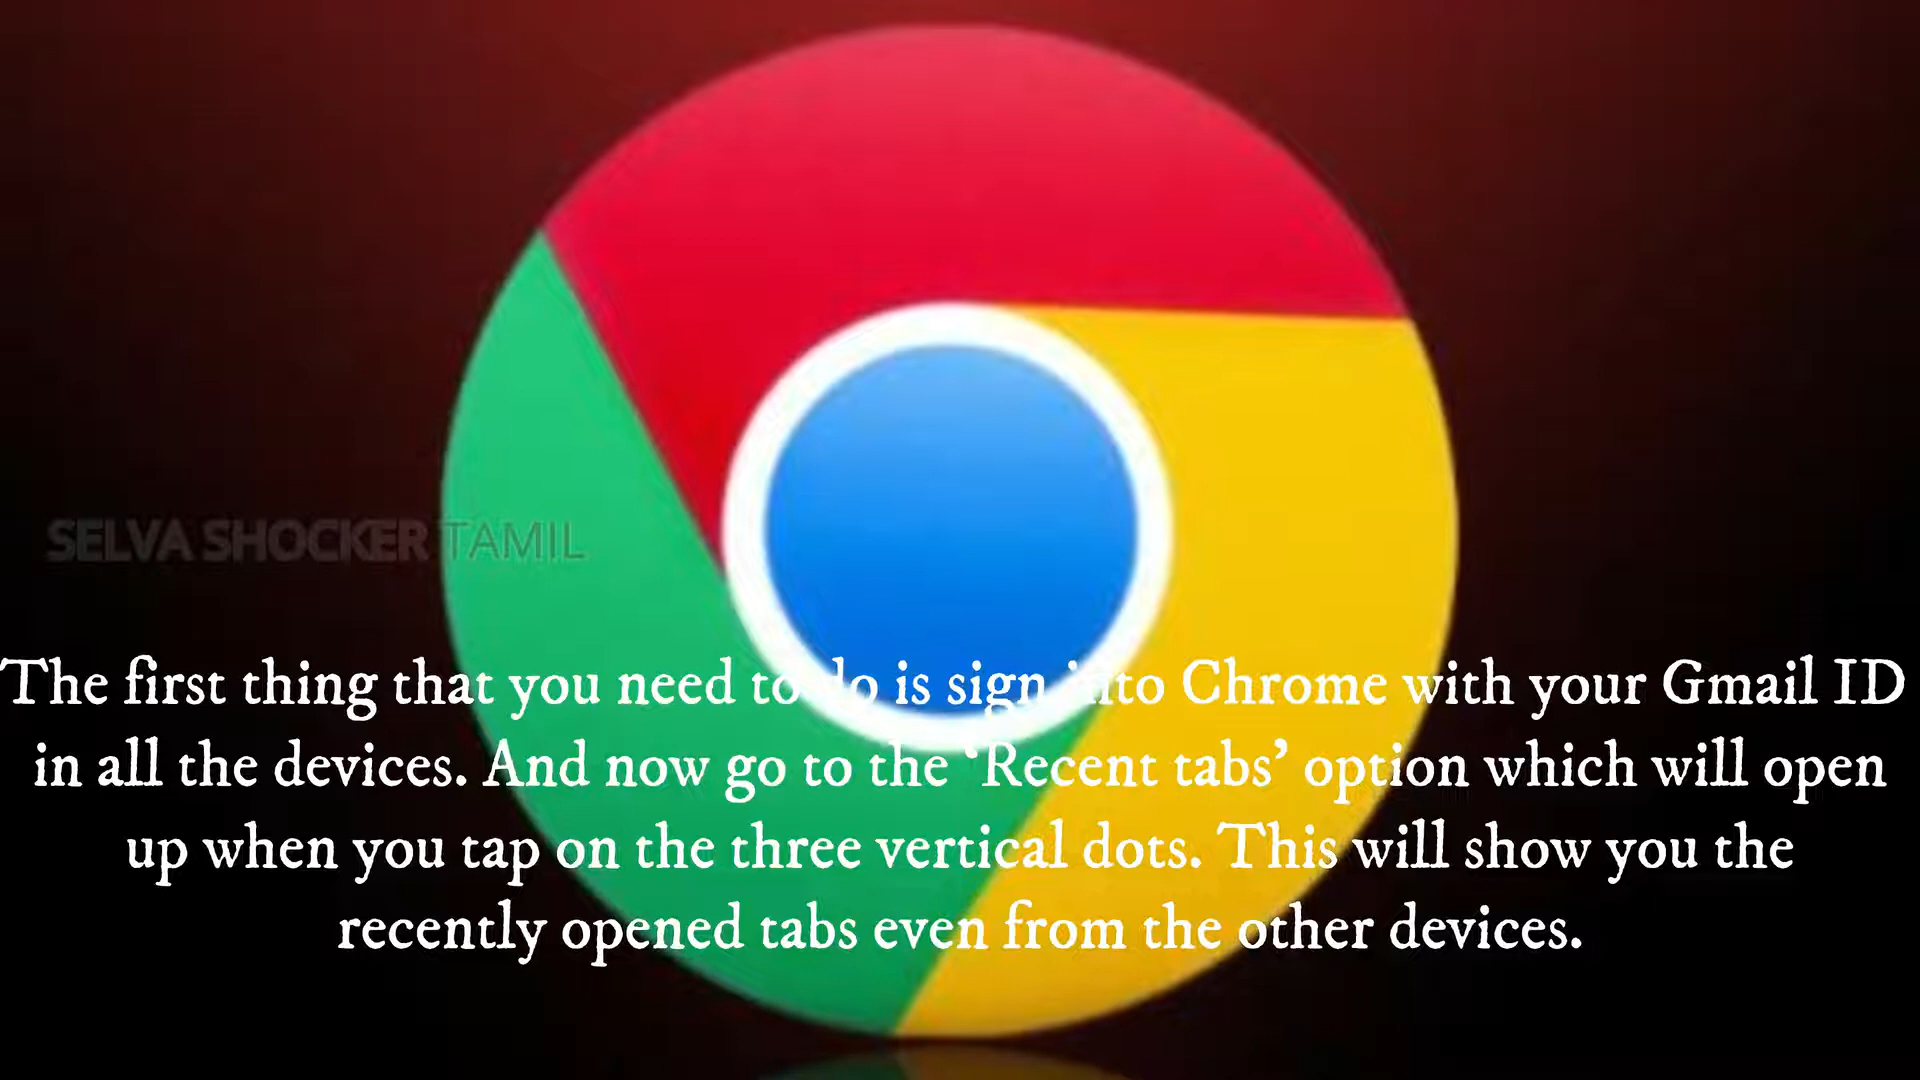 SELVA SHOCKER TAMIL
The first thing that you need to do is sign into Chrome with your Gmail ID
in all the devices. And now go to the ‘Recent tabs’ option which will open
up when you tap on the three vertical dots. This will show you the
recently opened tabs even from the other devices.